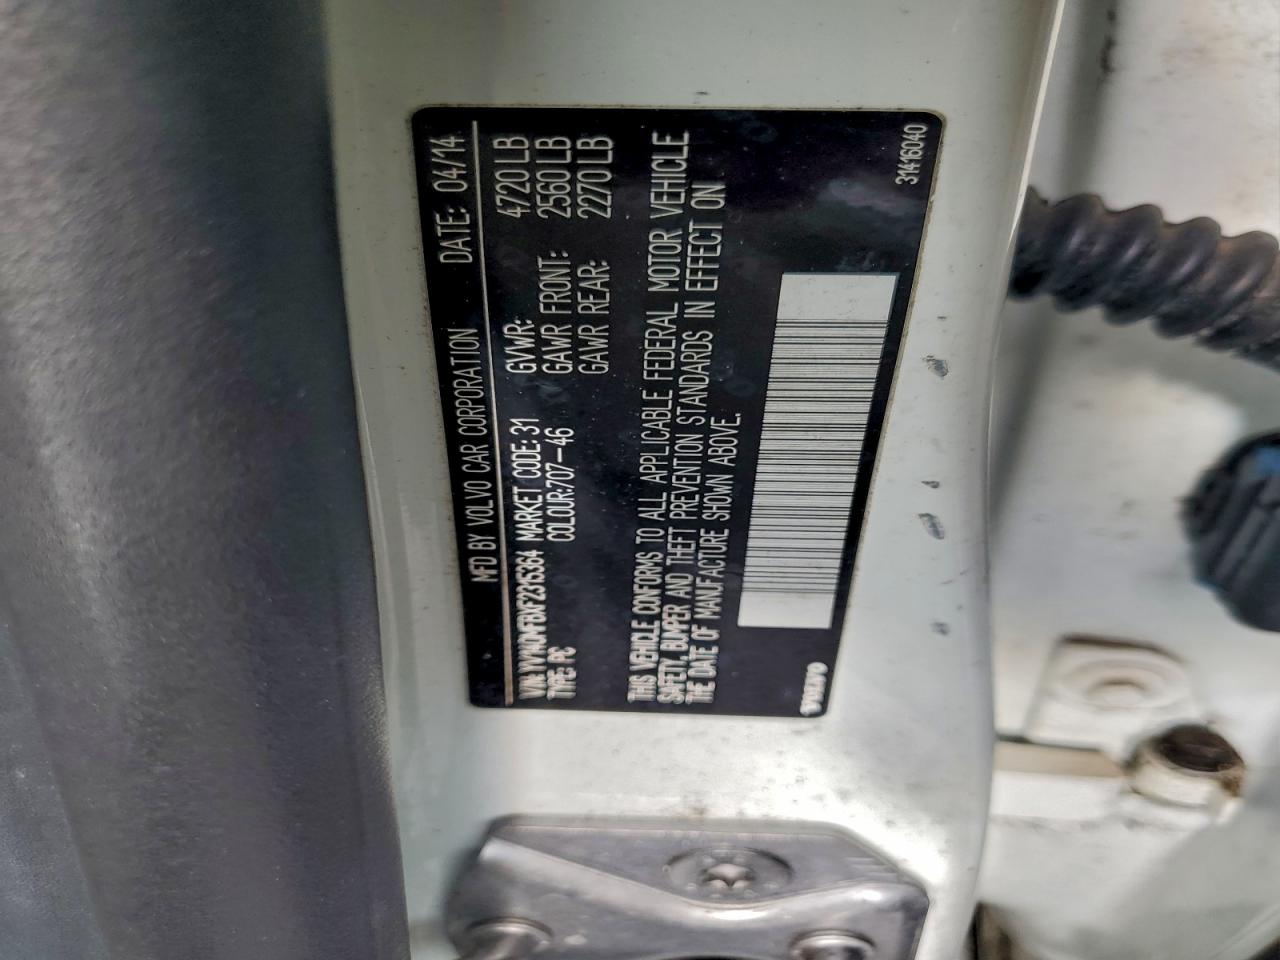 MFD BY VOLVO CAR CORPORATION DATE: 04/14
VIN: YV140MFBXF2315364 MARKET CODE: 31 GVWR: 4720 LB
TYPE: PC COLOUR:707-46 GAWR FRONT: 2560 LB
GAWR REAR: 2270 LB
THIS VEHICLE CONFORMS TO ALL APPLICABLE FEDERAL MOTOR VEHICLE
SAFETY, BUMPER AND THEFT PREVENTION STANDARDS IN EFFECT ON
THE DATE OF MANUFACTURE SHOWN ABOVE.
VOLVO
31416040